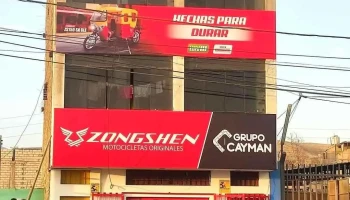 HECHAS PARA
DURAR
ZONGSHEN
MOTOCICLETAS ORIGINALES
GRUPO
CAYMAN